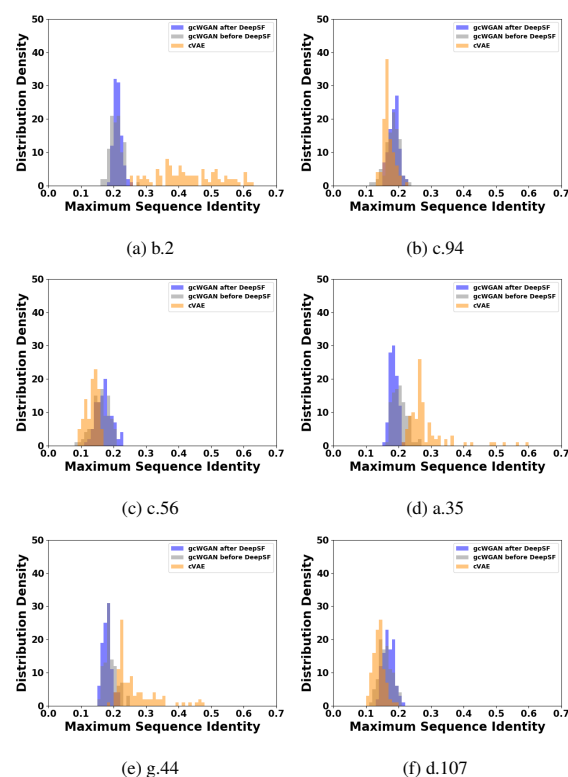 50
40
30
20
10
0
Distribution Density
gcWGAN after DeepSF
gcWGAN before DeepSF
cVAE
0.0 0.1 0.2 0.3 0.4 0.5 0.6 0.7
Maximum Sequence Identity
(a) b.2
50
40
30
20
10
0
Distribution Density
gcWGAN after DeepSF
gcWGAN before DeepSF
cVAE
0.0 0.1 0.2 0.3 0.4 0.5 0.6 0.7
Maximum Sequence Identity
(b) c.94
50
40
30
20
10
0
Distribution Density
gcWGAN after DeepSF
gcWGAN before DeepSF
cVAE
0.0 0.1 0.2 0.3 0.4 0.5 0.6 0.7
Maximum Sequence Identity
(c) c.56
50
40
30
20
10
0
Distribution Density
gcWGAN after DeepSF
gcWGAN before DeepSF
cVAE
0.0 0.1 0.2 0.3 0.4 0.5 0.6 0.7
Maximum Sequence Identity
(d) a.35
50
40
30
20
10
0
Distribution Density
gcWGAN after DeepSF
gcWGAN before DeepSF
cVAE
0.0 0.1 0.2 0.3 0.4 0.5 0.6 0.7
Maximum Sequence Identity
(e) g.44
50
40
30
20
10
0
Distribution Density
gcWGAN after DeepSF
gcWGAN before DeepSF
cVAE
0.0 0.1 0.2 0.3 0.4 0.5 0.6 0.7
Maximum Sequence Identity
(f) d.107